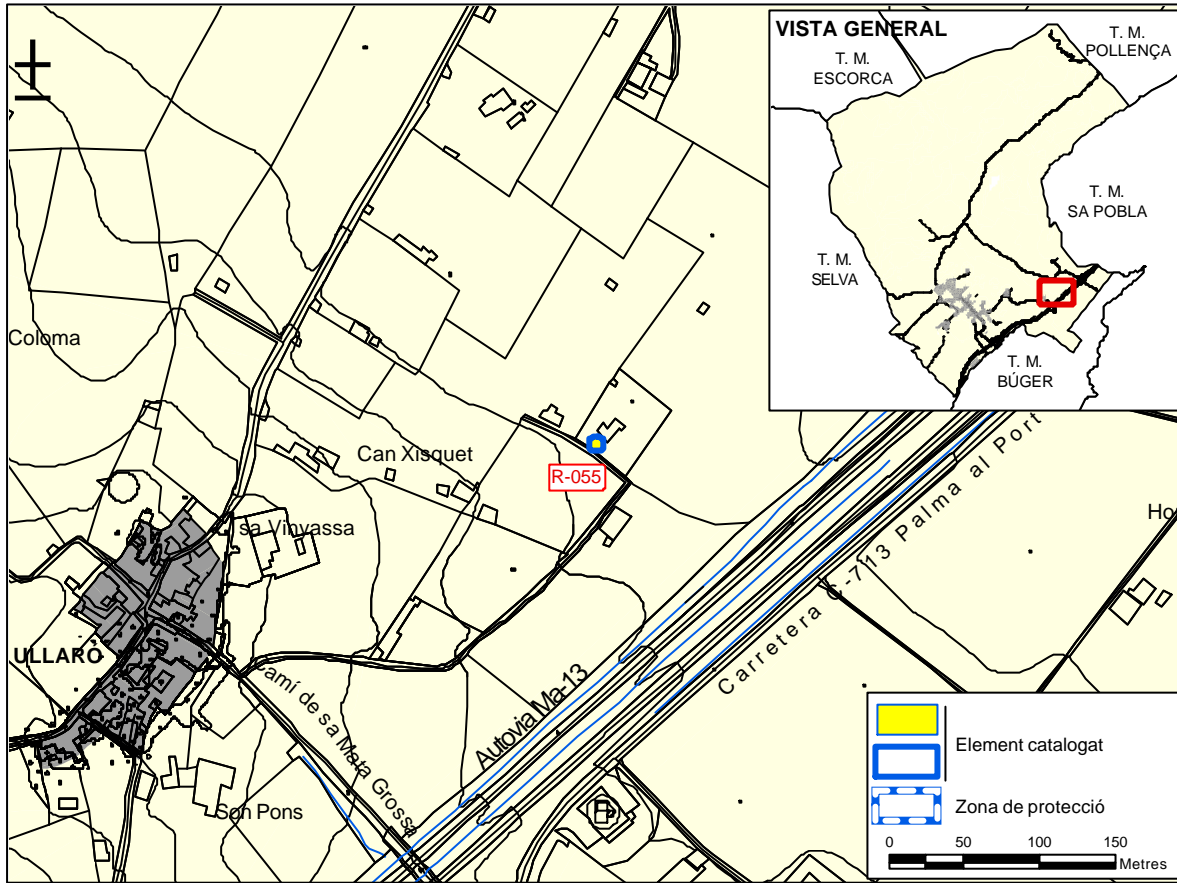 VISTA GENERAL
T. M.
POLLENÇA
T. M.
ESCORCA
T. M.
SA POBLA
T. M.
SELVA
T. M.
BÚGER
Coloma
Can Xisquet
R-055
sa Vinyassa
Ho
ULLARÓ
Camí de sa Mata Grossa
Autovia Ma-13
Carretera C-713 Palma al Port
Son Pons
Element catalogat
Zona de protecció
0 50 100 150
Metres